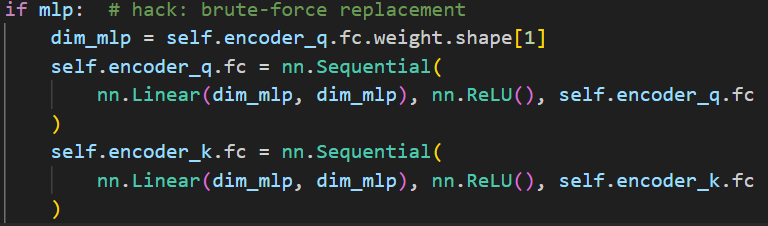 if mlp:  # hack: brute-force replacement
    dim_mlp = self.encoder_q.fc.weight.shape[1]
    self.encoder_q.fc = nn.Sequential(
        nn.Linear(dim_mlp, dim_mlp), nn.ReLU(), self.encoder_q.fc
    )
    self.encoder_k.fc = nn.Sequential(
        nn.Linear(dim_mlp, dim_mlp), nn.ReLU(), self.encoder_k.fc
    )